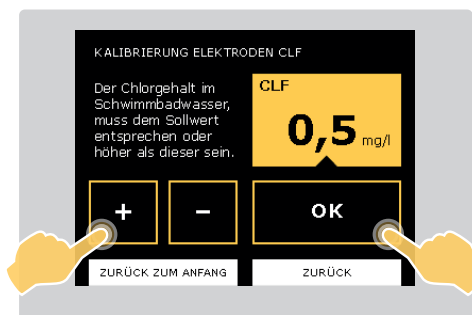 KALIBRIERUNG ELEKTRODEN CLF
Der Chlorgehalt im
Schwimmbadwasser,
muss dem Sollwert
entsprechen oder
höher als dieser sein.
CLF
0,5 mg/l
+
-
OK
ZURÜCK ZUM ANFANG
ZURÜCK